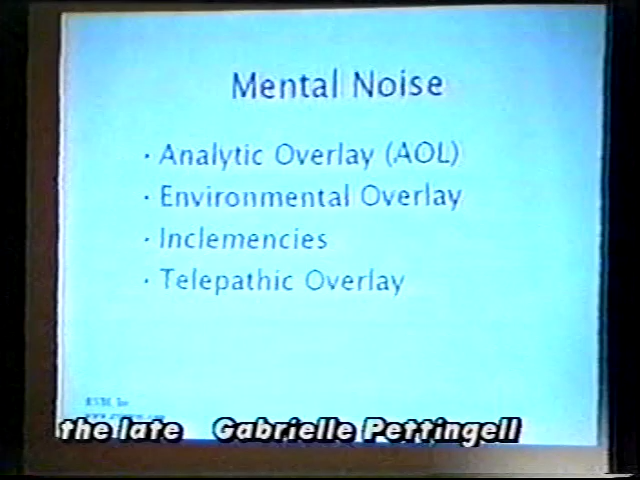 Mental Noise
· Analytic Overlay (AOL)
· Environmental Overlay
· Inclemencies
· Telepathic Overlay
the late Gabrielle Pettingell